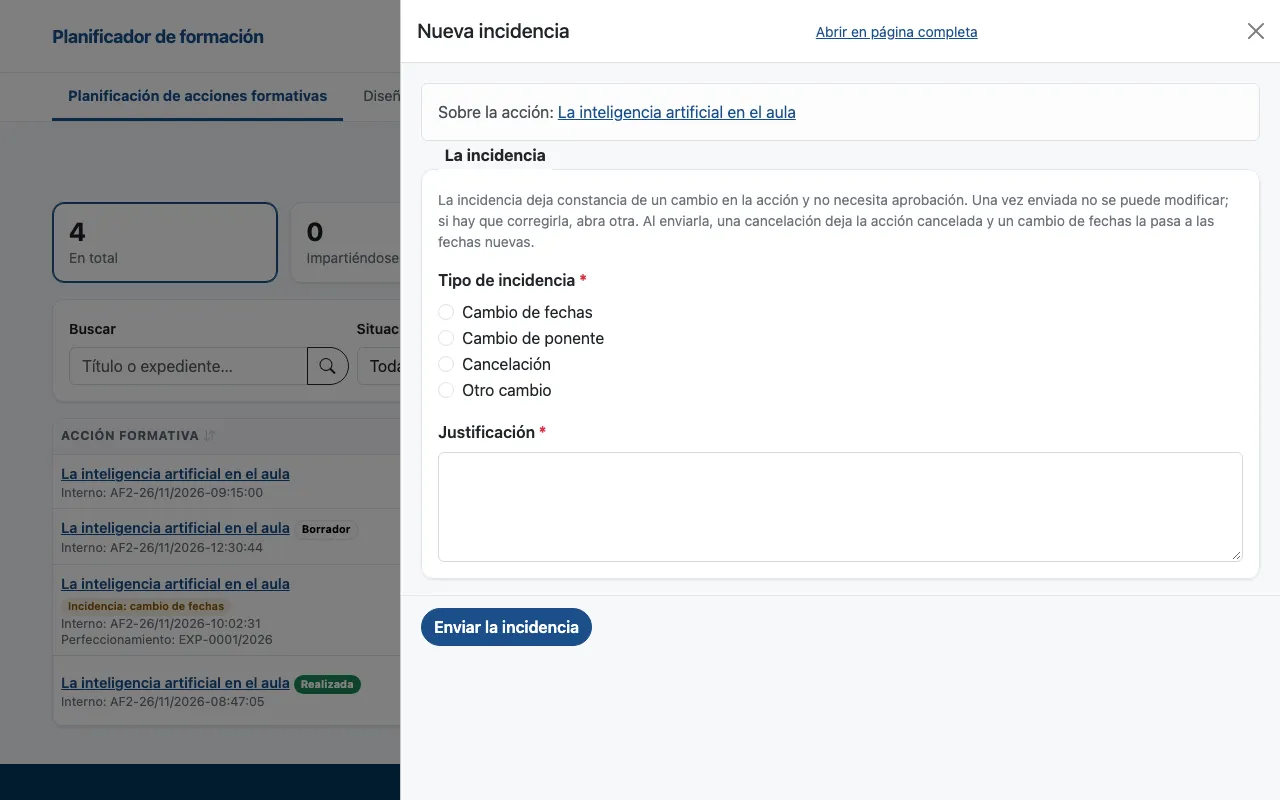 Planificador de formación
Planificación de acciones formativas
Diseñ
4
En total
0
Impartiéndose
Buscar
Situac
Título o expediente...
Toda
ACCIÓN FORMATIVA
La inteligencia artificial en el aula
Interno: AF2-26/11/2026-09:15:00
La inteligencia artificial en el aula Borrador
Interno: AF2-26/11/2026-12:30:44
La inteligencia artificial en el aula
Incidencia: cambio de fechas
Interno: AF2-26/11/2026-10:02:31
Perfeccionamiento: EXP-0001/2026
La inteligencia artificial en el aula Realizada
Interno: AF2-26/11/2026-08:47:05
Nueva incidencia
Abrir en página completa
Sobre la acción: La inteligencia artificial en el aula
La incidencia
La incidencia deja constancia de un cambio en la acción y no necesita aprobación. Una vez enviada no se puede modificar;
si hay que corregirla, abra otra. Al enviarla, una cancelación deja la acción cancelada y un cambio de fechas la pasa a las
fechas nuevas.
Tipo de incidencia *
Cambio de fechas
Cambio de ponente
Cancelación
Otro cambio
Justificación *
Enviar la incidencia